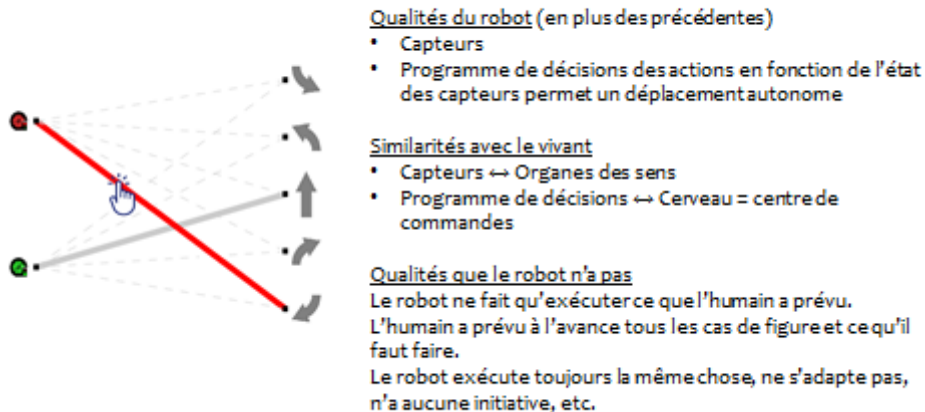 Qualités du robot (en plus des précédentes)
• Capteurs
• Programme de décisions des actions en fonction de l'état
des capteurs permet un déplacement autonome
Similarités avec le vivant
• Capteurs ↔ Organes des sens
• Programme de décisions ↔ Cerveau = centre de
commandes
Qualités que le robot n'a pas
Le robot ne fait qu'exécuter ce que l'humain a prévu.
L'humain a prévu à l'avance tous les cas de figure et ce qu'il
faut faire.
Le robot exécute toujours la même chose, ne s'adapte pas,
n'a aucune initiative, etc.